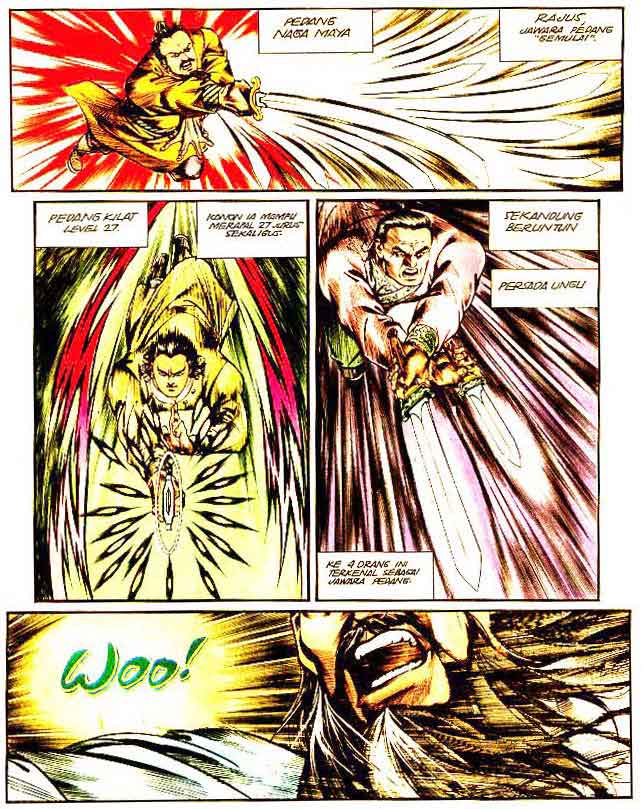 PEDANG
NAGA MAYA
RAJUS,
JAWARA PEDANG
"GEMULAI".
PEDANG KILAT
LEVEL 27.
KONON IA MAMPU
MERAPAL 27 JURUS
SEKALIGUS.
SEKANDUNG
BERUNTUN
PERSADA UNGU
KE 4 ORANG INI
TERKENAL SEBAGAI
JAWARA PEDANG.
WOO!